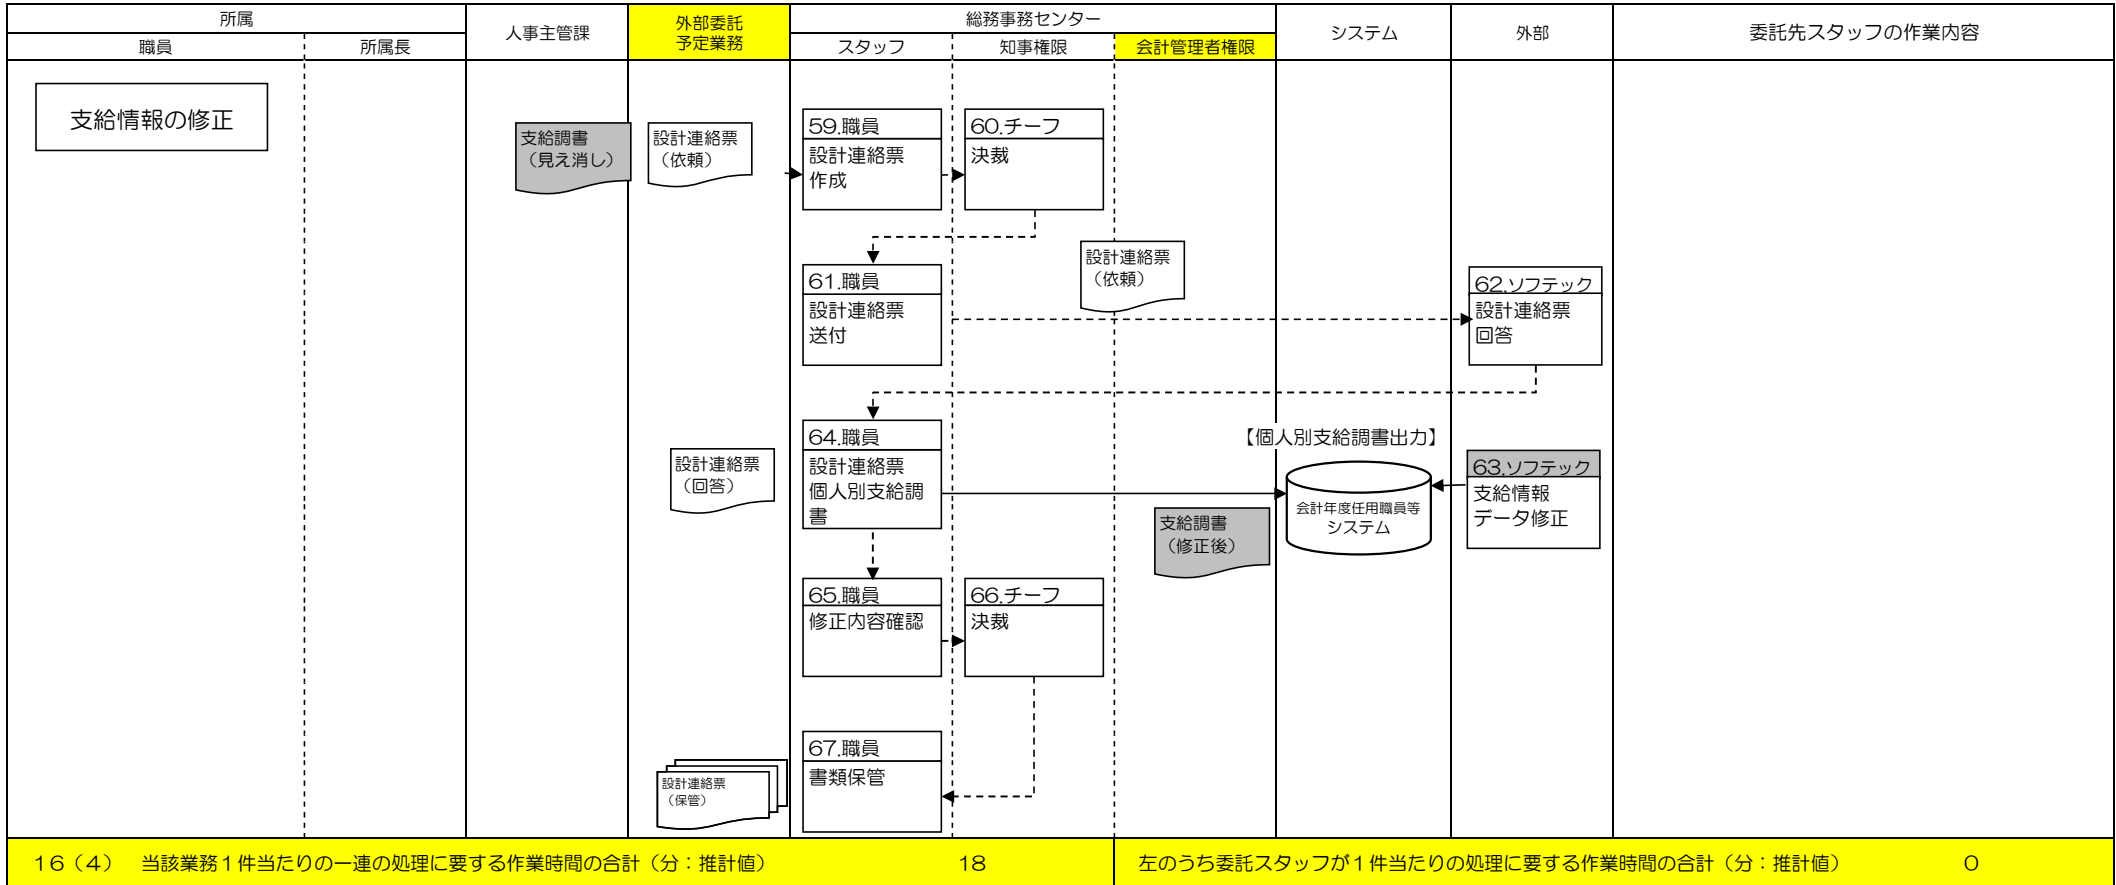 所属
人事主管課
外部委託
予定業務
総務事務センター
システム
外部
委託先スタッフの作業内容
職員
所属長
スタッフ
知事権限
会計管理者権限
支給情報の修正
支給調書
（見え消し）
設計連絡票
（依頼）
59.職員
設計連絡票
作成
60.チーフ
決裁
61.職員
設計連絡票
送付
設計連絡票
（依頼）
62.ソフテック
設計連絡票
回答
設計連絡票
（回答）
64.職員
設計連絡票
個人別支給調
書
【個人別支給調書出力】
会計年度任用職員等
システム
63.ソフテック
支給情報
データ修正
支給調書
（修正後）
65.職員
修正内容確認
66.チーフ
決裁
67.職員
書類保管
設計連絡票
（保管）
16（4）　当該業務１件当たりの一連の処理に要する作業時間の合計（分：推計値）　18
左のうち委託スタッフが１件当たりの処理に要する作業時間の合計（分：推計値）　0